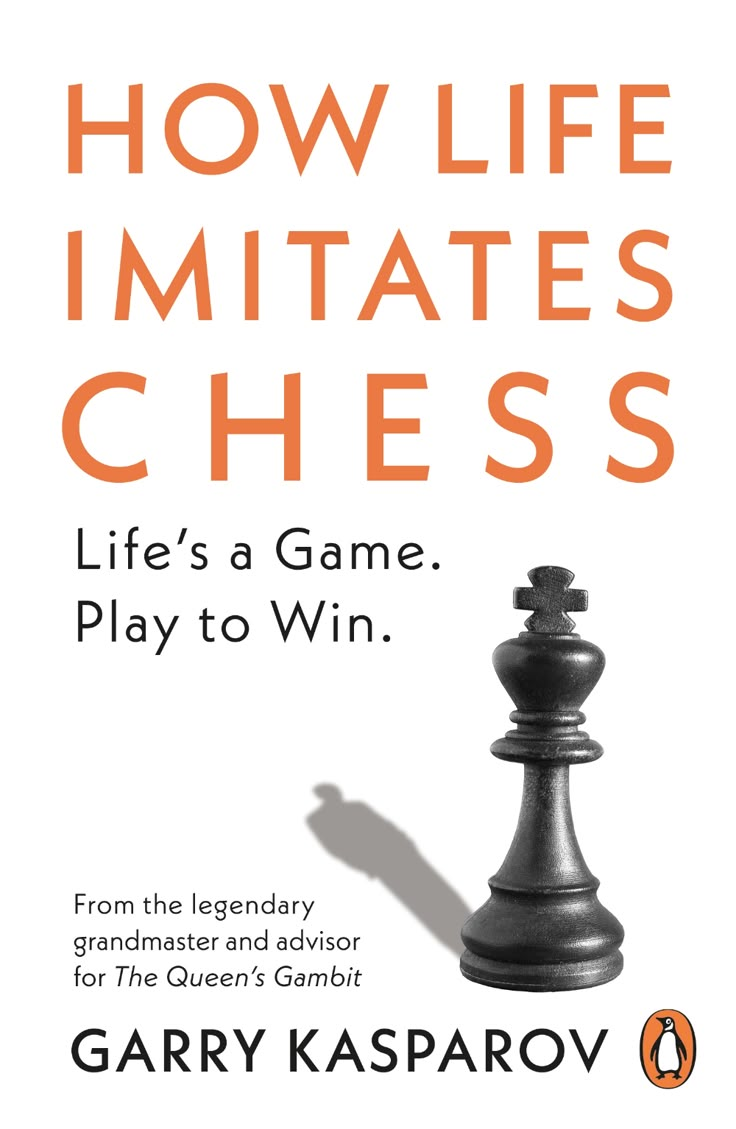 HOW LIFE
IMITATES
CHESS
Life's a Game.
Play to Win.
From the legendary
grandmaster and advisor
for The Queen's Gambit
GARRY KASPAROV